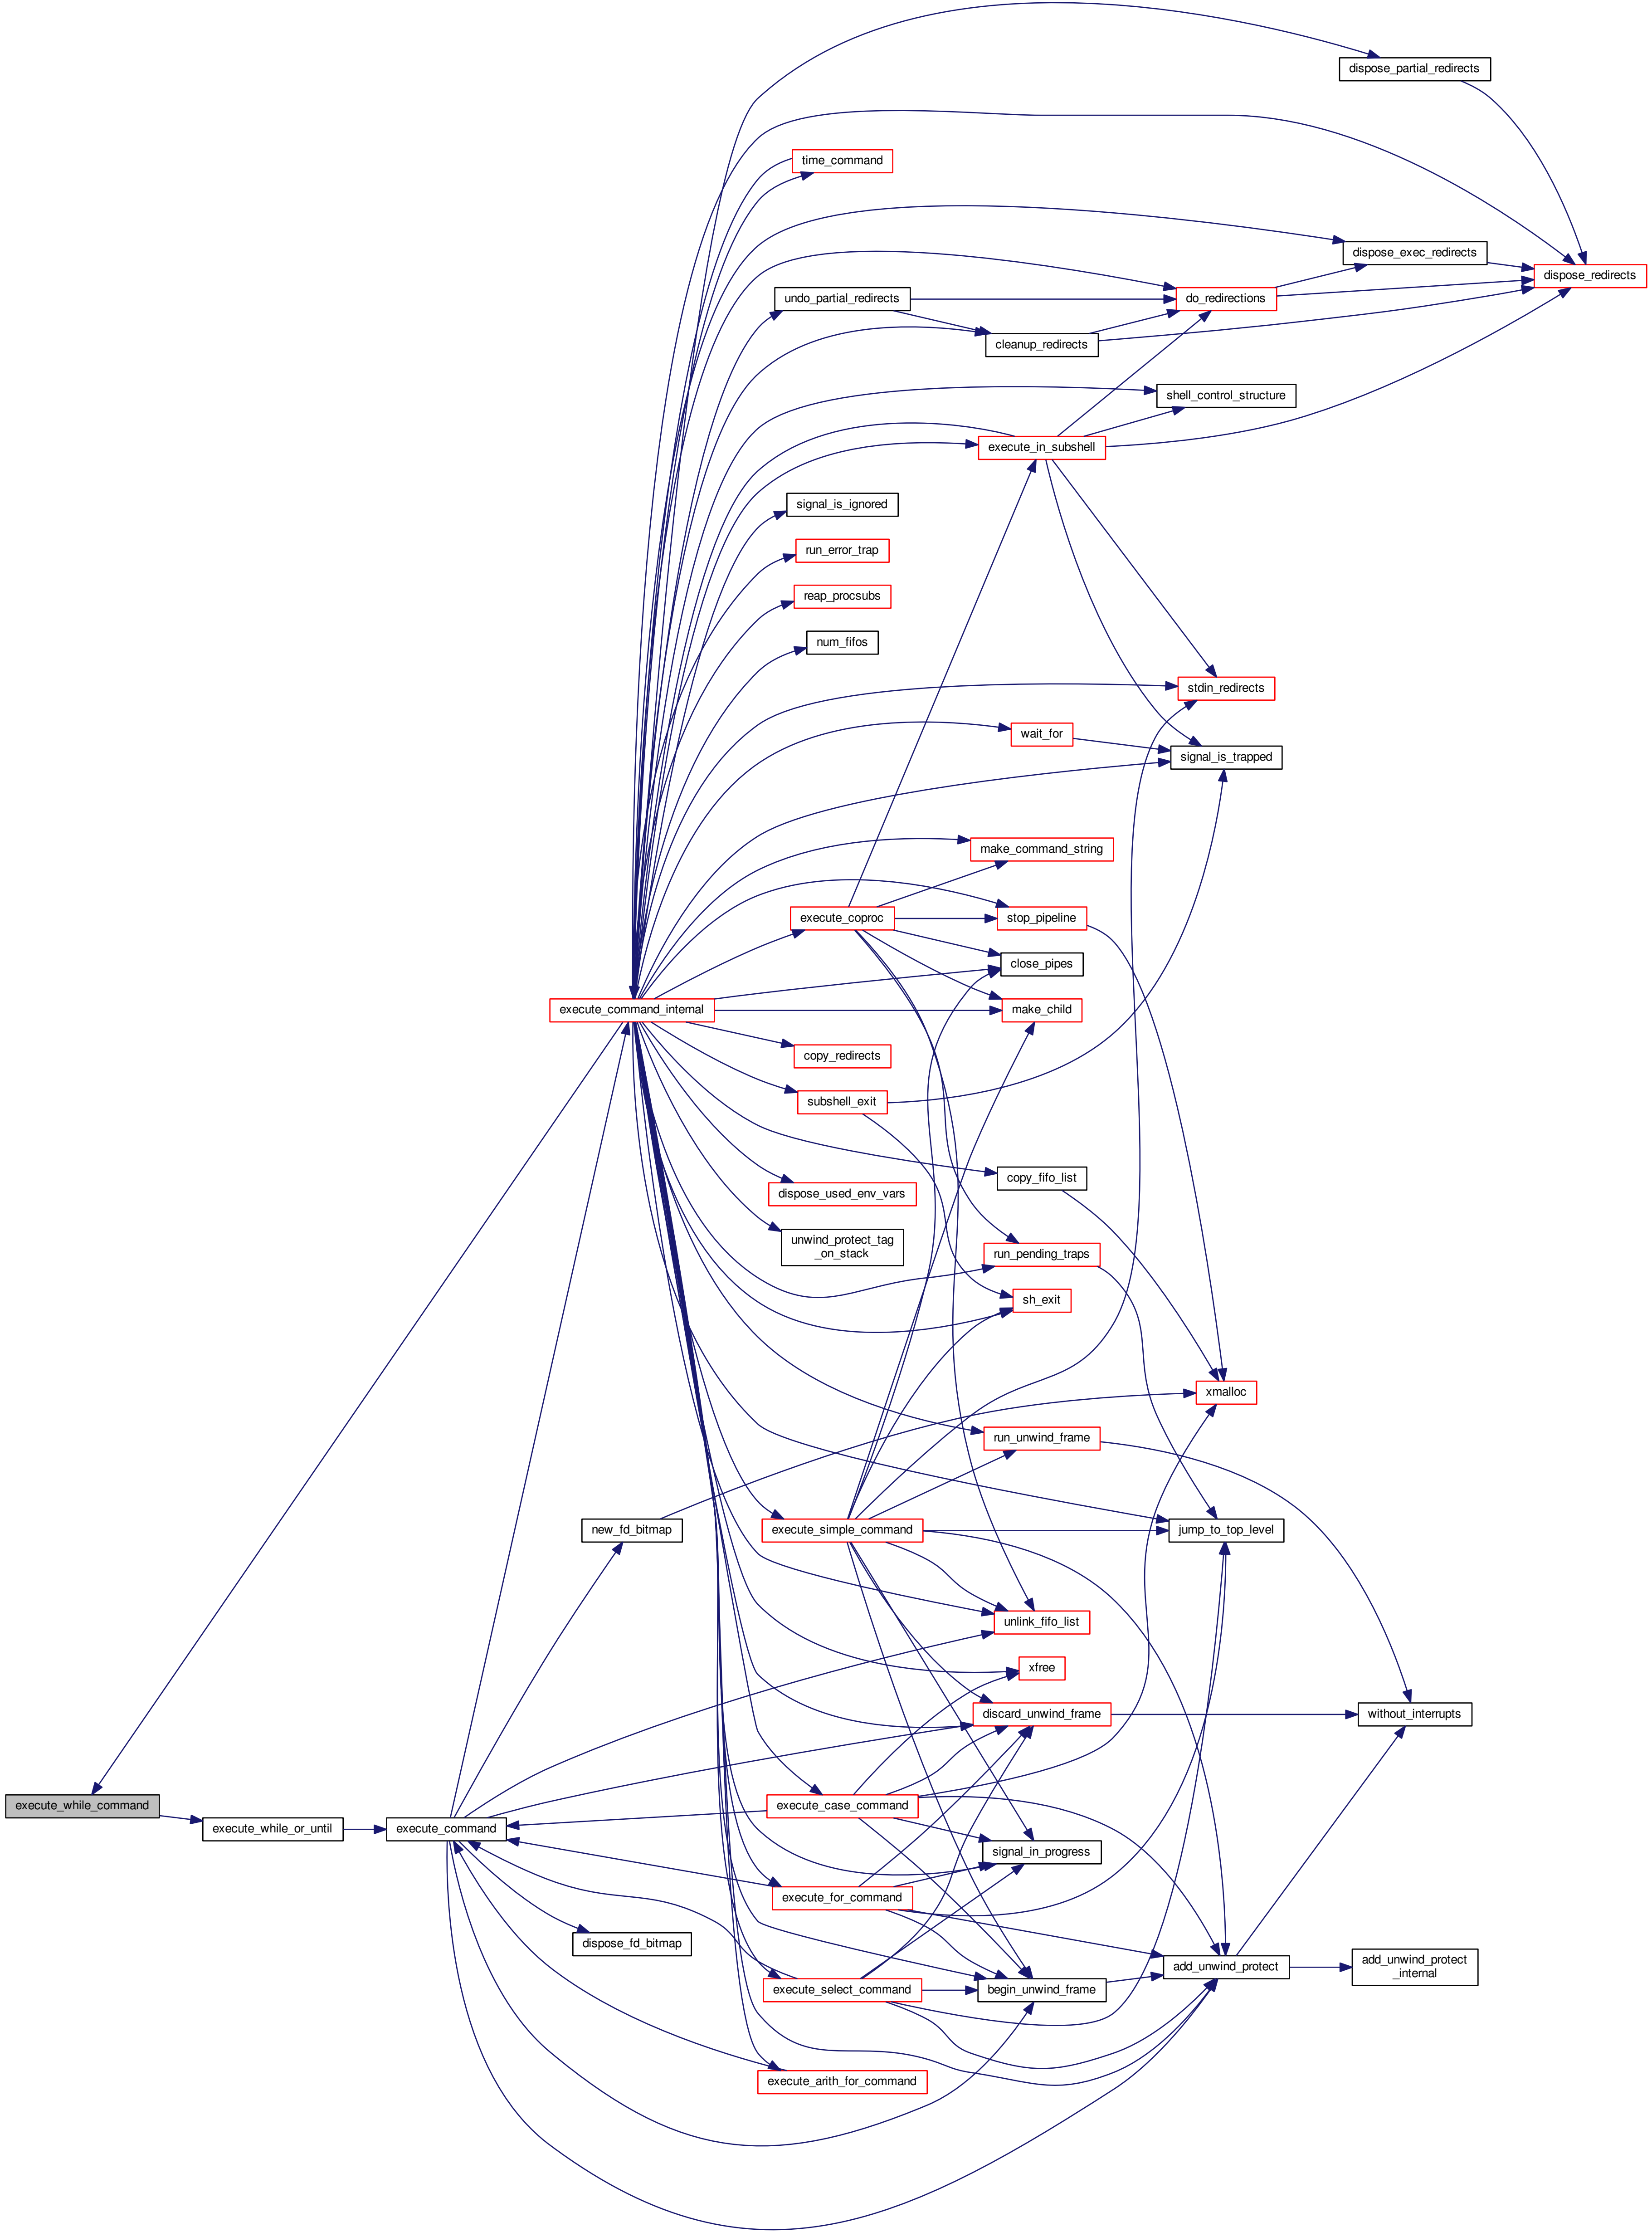 dispose_partial_redirects
time_command
dispose_exec_redirects
dispose_redirects
undo_partial_redirects
do_redirections
cleanup_redirects
shell_control_structure
execute_in_subshell
signal_is_ignored
run_error_trap
reap_procsubs
num_fifos
stdin_redirects
wait_for
signal_is_trapped
make_command_string
execute_coproc
stop_pipeline
close_pipes
execute_command_internal
make_child
copy_redirects
subshell_exit
copy_fifo_list
dispose_used_env_vars
unwind_protect_tag
_on_stack
run_pending_traps
sh_exit
xmalloc
run_unwind_frame
new_fd_bitmap
execute_simple_command
jump_to_top_level
unlink_fifo_list
xfree
discard_unwind_frame
without_interrupts
execute_while_command
execute_case_command
execute_while_or_until
execute_command
signal_in_progress
execute_for_command
dispose_fd_bitmap
add_unwind_protect
add_unwind_protect
_internal
execute_select_command
begin_unwind_frame
execute_arith_for_command